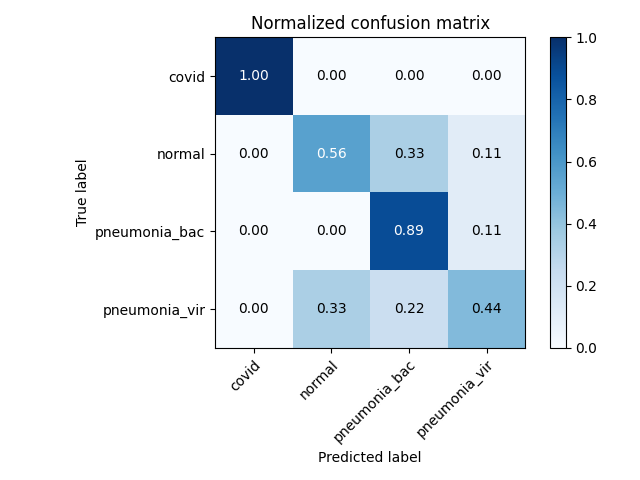 Normalized confusion matrix
True label
covid 1.00 0.00 0.00 0.00
normal 0.00 0.56 0.33 0.11
pneumonia_bac 0.00 0.00 0.89 0.11
pneumonia_vir 0.00 0.33 0.22 0.44
covid normal pneumonia_bac pneumonia_vir
Predicted label
1.0
0.8
0.6
0.4
0.2
0.0